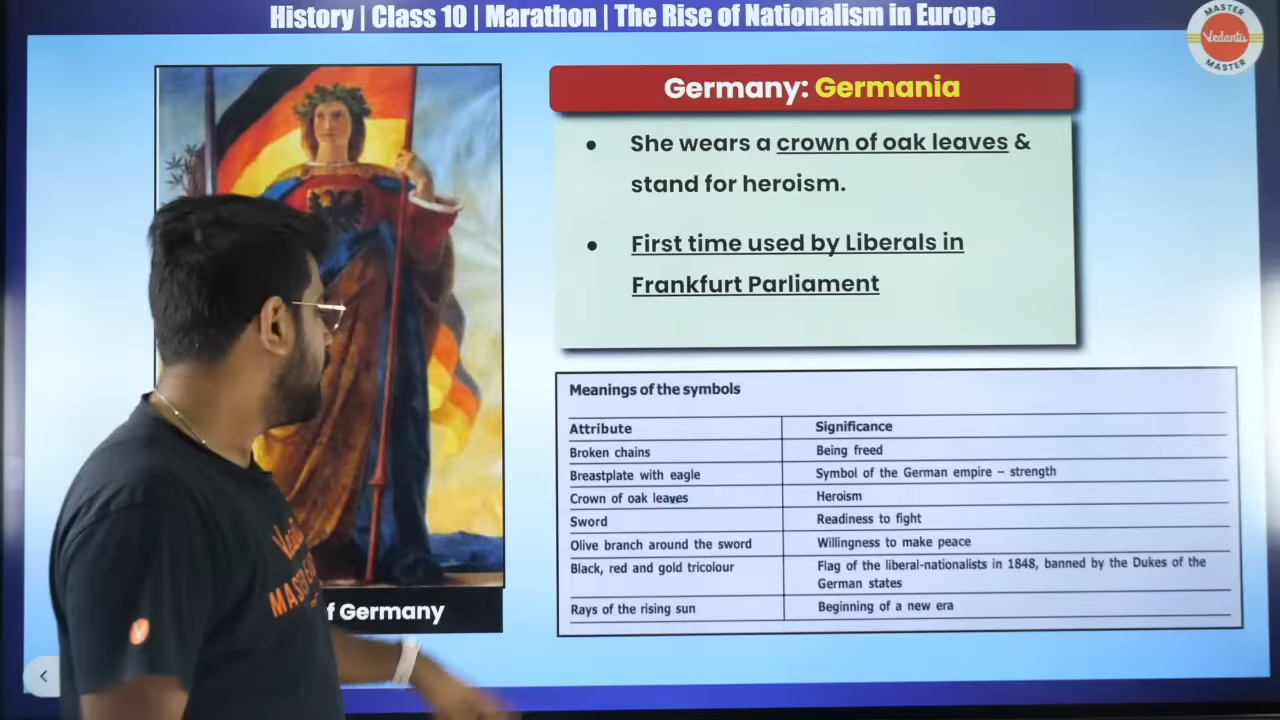 History | Class 10 | Marathon | The Rise of Nationalism in Europe
MASTER
Vedantu
MASTER
Germany: Germania
● She wears a crown of oak leaves &
stand for heroism.
● First time used by Liberals in
Frankfurt Parliament
Meanings of the symbols
Attribute Significance
Broken chains Being freed
Breastplate with eagle Symbol of the German empire – strength
Crown of oak leaves Heroism
Sword Readiness to fight
Olive branch around the sword Willingness to make peace
Black, red and gold tricolour Flag of the liberal-nationalists in 1848, banned by the Dukes of the
German states
Rays of the rising sun Beginning of a new era
f Germany